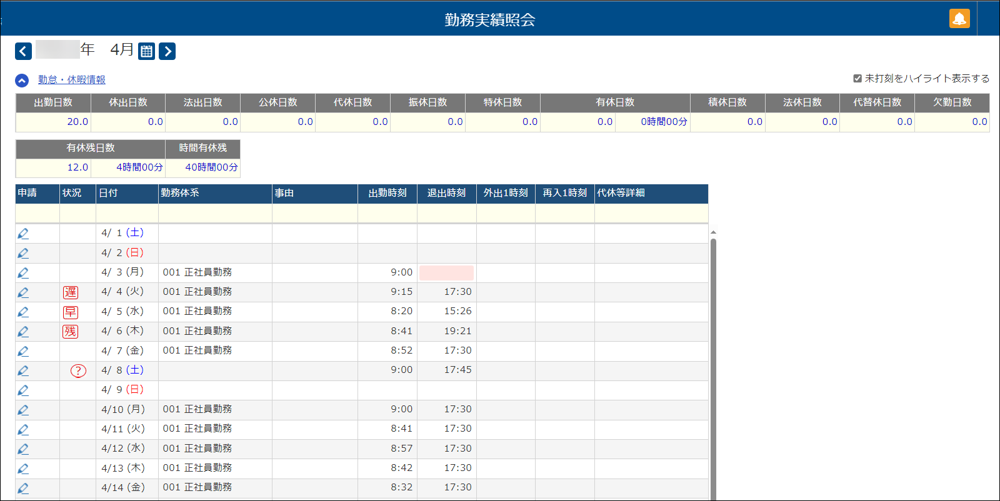 勤務実績照会
年 4月
勤怠・休暇情報
未打刻をハイライト表示する
出勤日数 休出日数 法出日数 公休日数 代休日数 振休日数 特休日数 有休日数 積休日数 法休日数 代替休日数 欠勤日数
20.0 0.0 0.0 0.0 0.0 0.0 0.0 0.0 0時間00分 0.0 0.0 0.0 0.0
有休残日数 時間有休残
12.0 4時間00分 40時間00分
申請 状況 日付 勤務体系 事由 出勤時刻 退出時刻 外出1時刻 再入1時刻 代休等詳細
4/ 1 (土)
4/ 2 (日)
4/ 3 (月) 001 正社員勤務 9:00
遅 4/ 4 (火) 001 正社員勤務 9:15 17:30
早 4/ 5 (水) 001 正社員勤務 8:20 15:26
残 4/ 6 (木) 001 正社員勤務 8:41 19:21
4/ 7 (金) 001 正社員勤務 8:52 17:30
? 4/ 8 (土) 9:00 17:45
4/ 9 (日)
4/10 (月) 001 正社員勤務 9:00 17:30
4/11 (火) 001 正社員勤務 8:41 17:30
4/12 (水) 001 正社員勤務 8:57 17:30
4/13 (木) 001 正社員勤務 8:42 17:30
4/14 (金) 001 正社員勤務 8:32 17:30